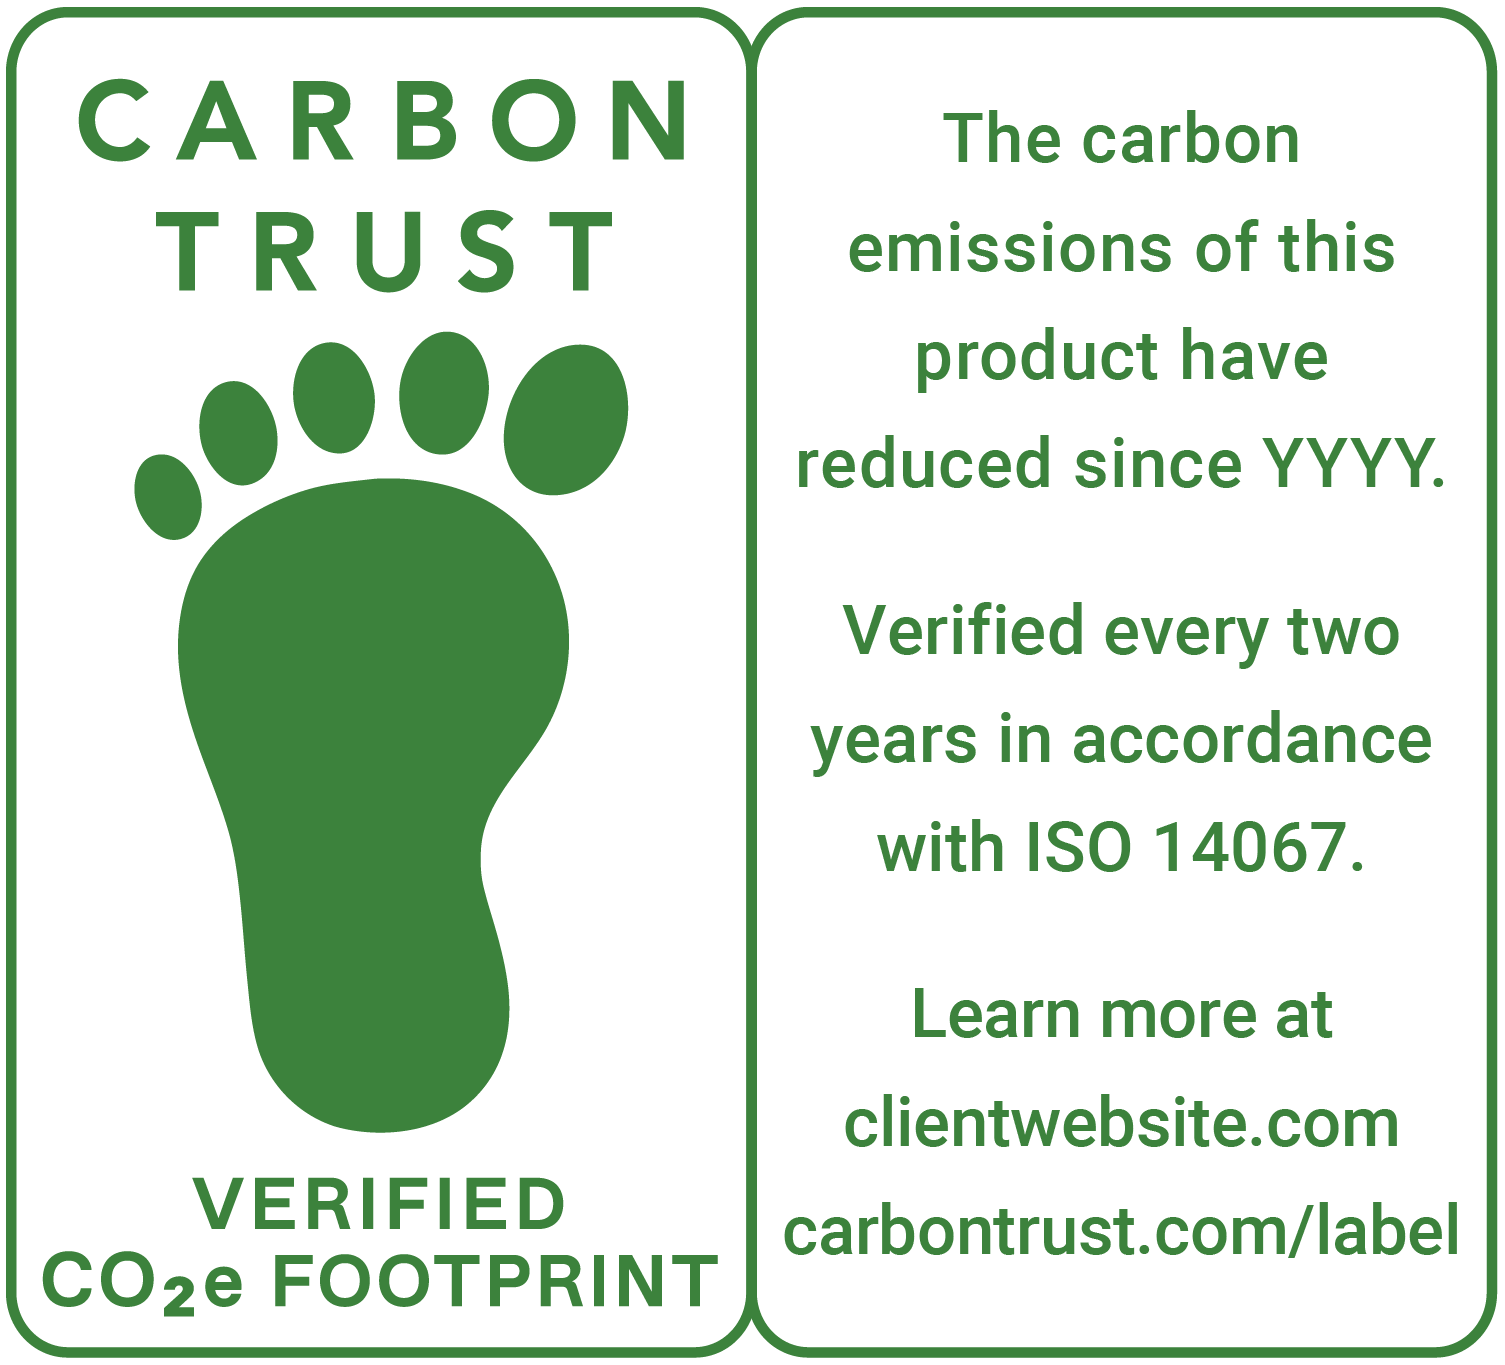 CARBON
TRUST
VERIFIED
CO₂e FOOTPRINT
The carbon
emissions of this
product have
reduced since YYYY.
Verified every two
years in accordance
with ISO 14067.
Learn more at
clientwebsite.com
carbontrust.com/label